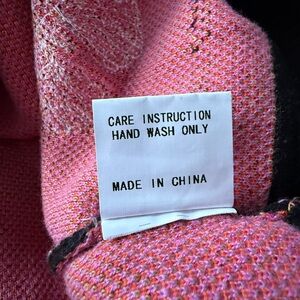 CARE INSTRUCTION
HAND WASH ONLY
MADE IN CHINA